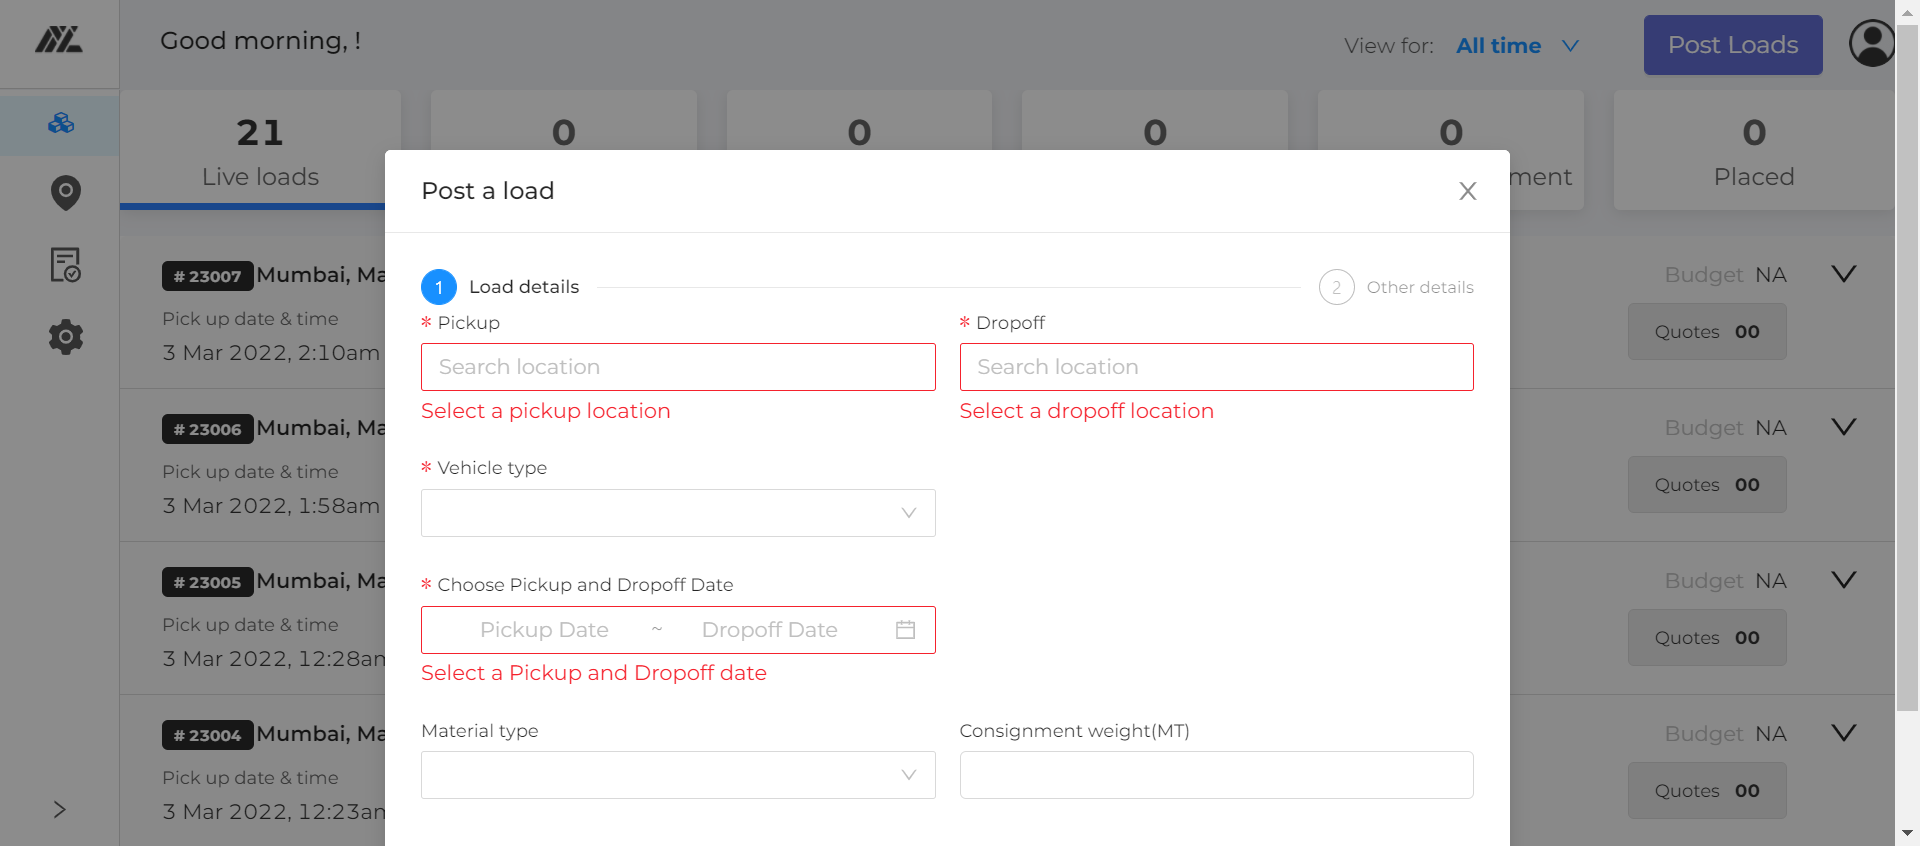 Good morning, !
View for: All time
Post Loads
21
Live loads
0
0
0
0
ment
0
Placed
Post a load
1 Load details
2 Other details
* Pickup
* Dropoff
Search location
Search location
Select a pickup location
Select a dropoff location
* Vehicle type
* Choose Pickup and Dropoff Date
Pickup Date ~ Dropoff Date
Select a Pickup and Dropoff date
Material type
Consignment weight(MT)
# 23007 Mumbai, Ma
Pick up date & time
3 Mar 2022, 2:10am
Budget NA
Quotes 00
# 23006 Mumbai, Ma
Pick up date & time
3 Mar 2022, 1:58am
Budget NA
Quotes 00
# 23005 Mumbai, Ma
Pick up date & time
3 Mar 2022, 12:28am
Budget NA
Quotes 00
# 23004 Mumbai, Ma
Pick up date & time
3 Mar 2022, 12:23am
Budget NA
Quotes 00